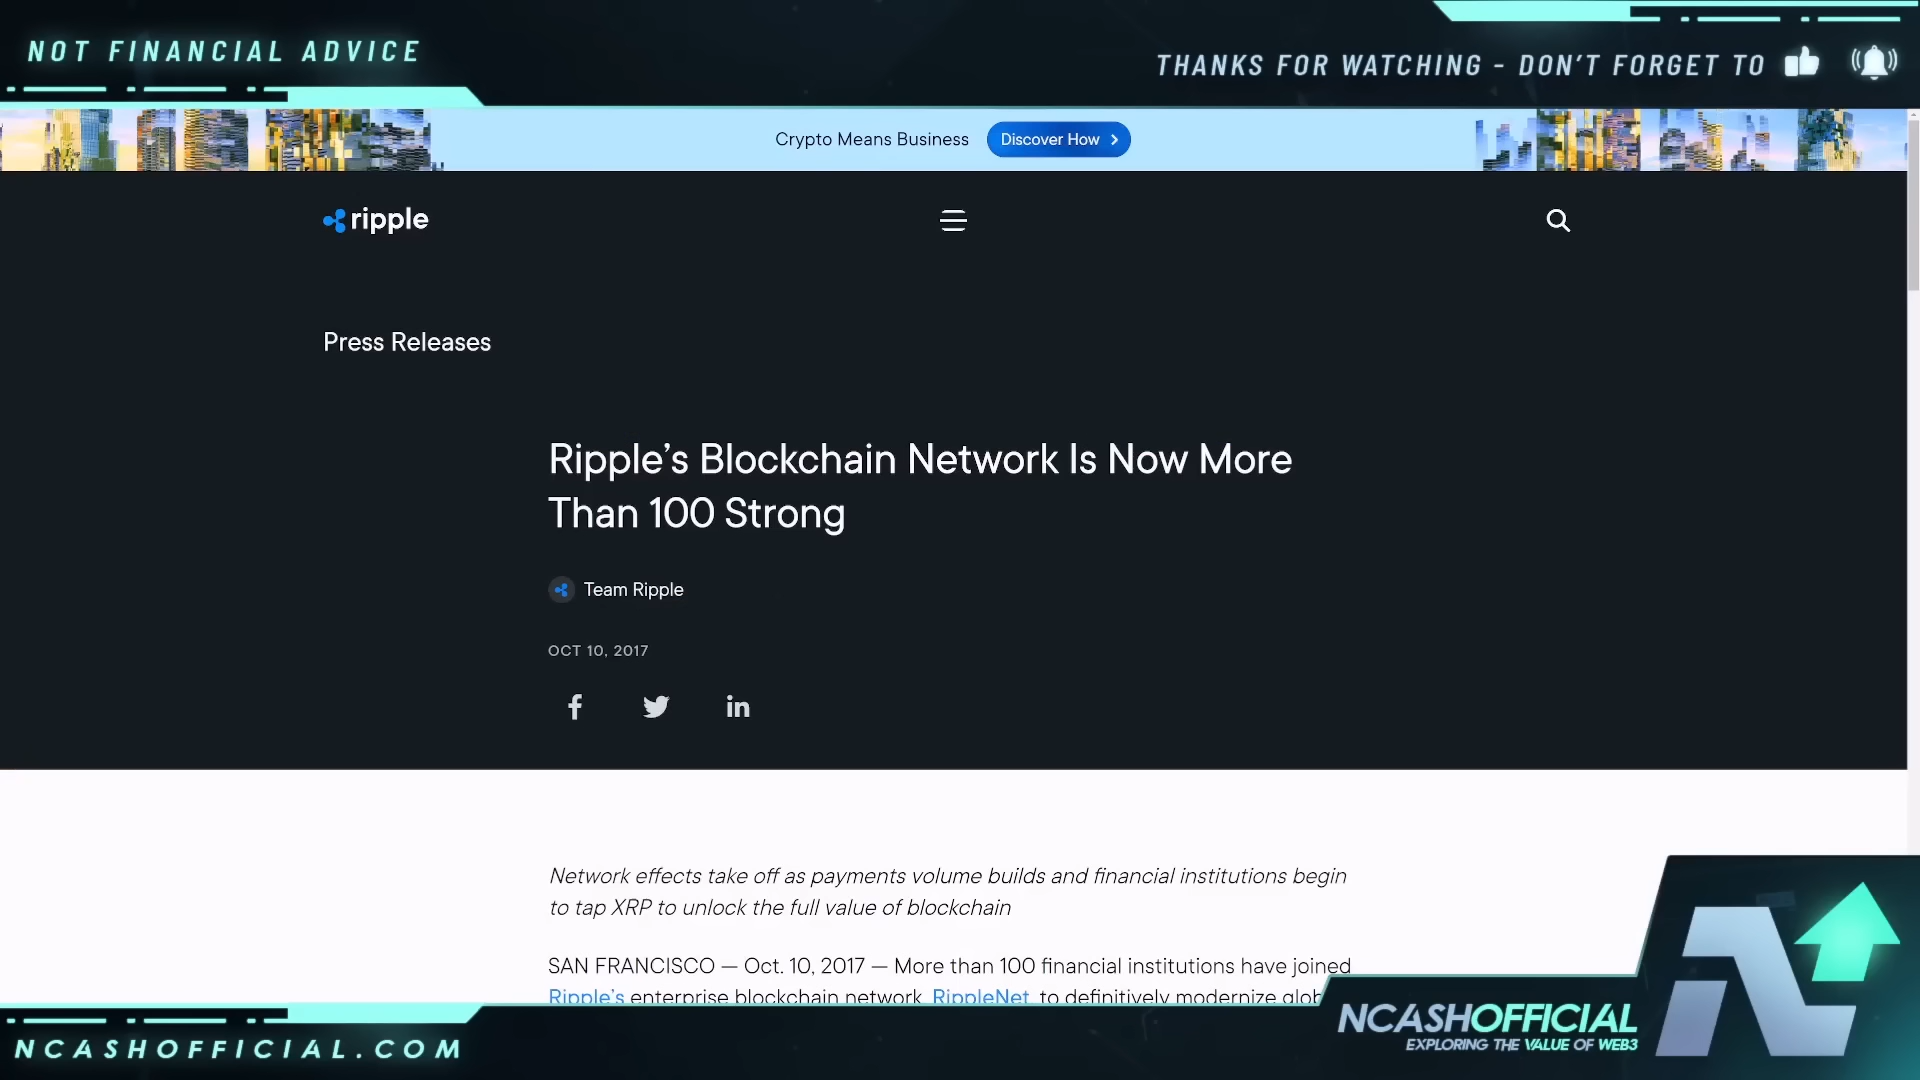 NOT FINANCIAL ADVICE
THANKS FOR WATCHING - DON'T FORGET TO
Crypto Means Business
Discover How
ripple
Press Releases
Ripple’s Blockchain Network Is Now More
Than 100 Strong
Team Ripple
OCT 10, 2017
Network effects take off as payments volume builds and financial institutions begin
to tap XRP to unlock the full value of blockchain
SAN FRANCISCO — Oct. 10, 2017 — More than 100 financial institutions have joined
Ripple’s enterprise blockchain network, RippleNet, to definitively modernize glob
NCASHOFFICIAL
EXPLORING THE VALUE OF WEB3
NCASHOFFICIAL.COM